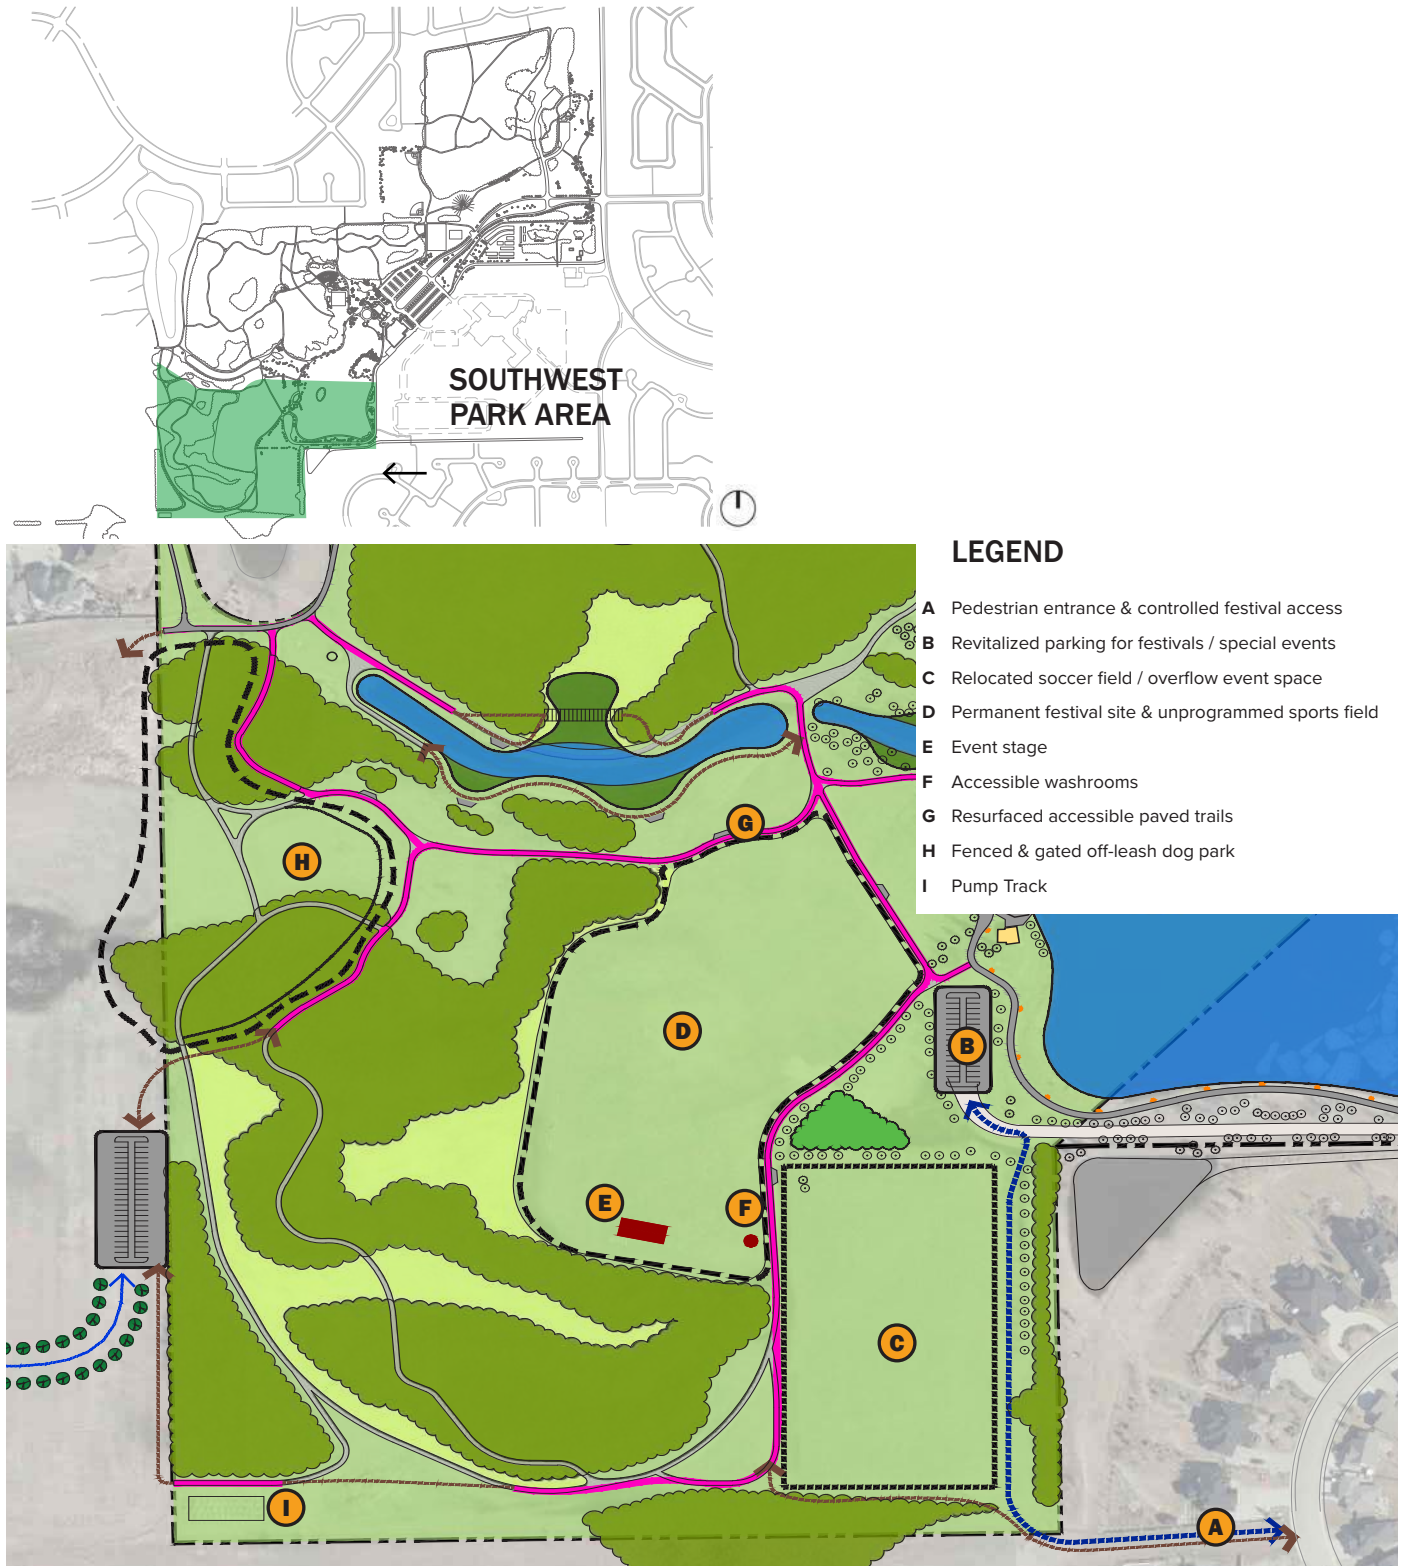 SOUTHWEST
PARK AREA
LEGEND
A Pedestrian entrance & controlled festival access
B Revitalized parking for festivals / special events
C Relocated soccer field / overflow event space
D Permanent festival site & unprogrammed sports field
E Event stage
F Accessible washrooms
G Resurfaced accessible paved trails
H Fenced & gated off-leash dog park
I Pump Track
G
H
D
B
E
F
C
I
A